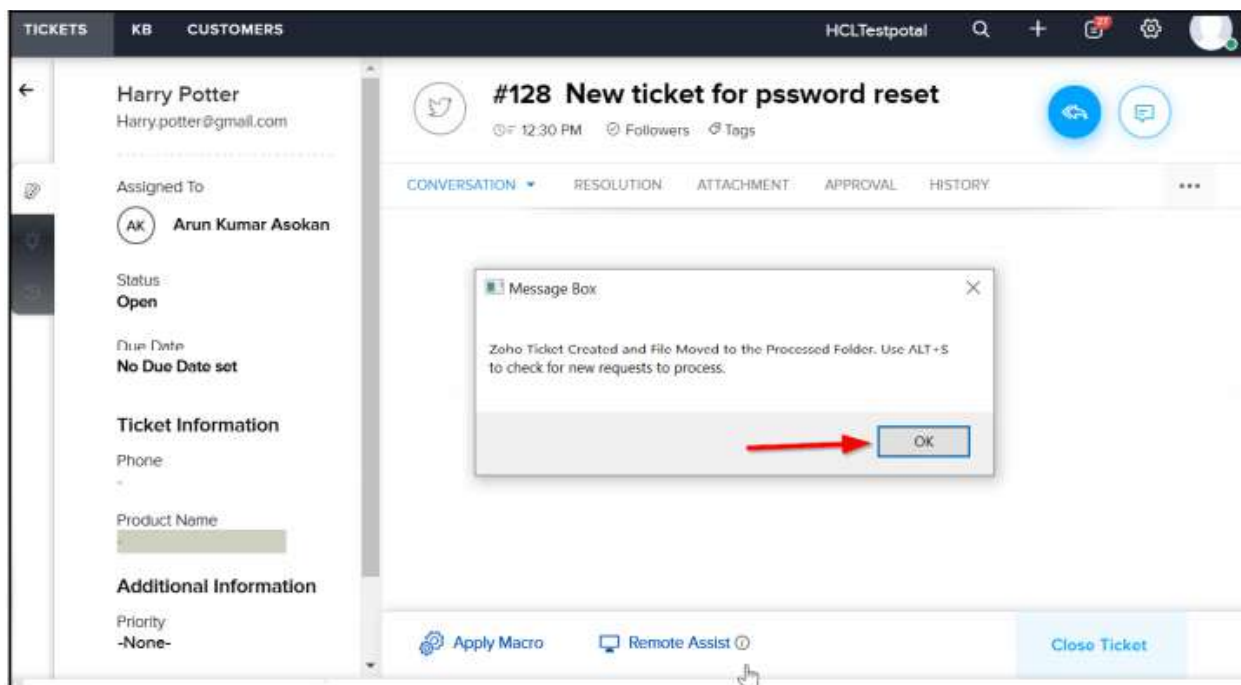 TICKETS KB CUSTOMERS HCLTestpotal
27
Harry Potter
Harry.potter@gmail.com
Assigned To
AK Arun Kumar Asokan
Status
Open
Due Date
No Due Date set
Ticket Information
Phone
-
Product Name
-
Additional Information
Priority
-None-
#128 New ticket for pssword reset
12:30 PM Followers Tags
CONVERSATION RESOLUTION ATTACHMENT APPROVAL HISTORY
Message Box
Zoho Ticket Created and File Moved to the Processed Folder. Use ALT+S
to check for new requests to process.
OK
Apply Macro Remote Assist Close Ticket